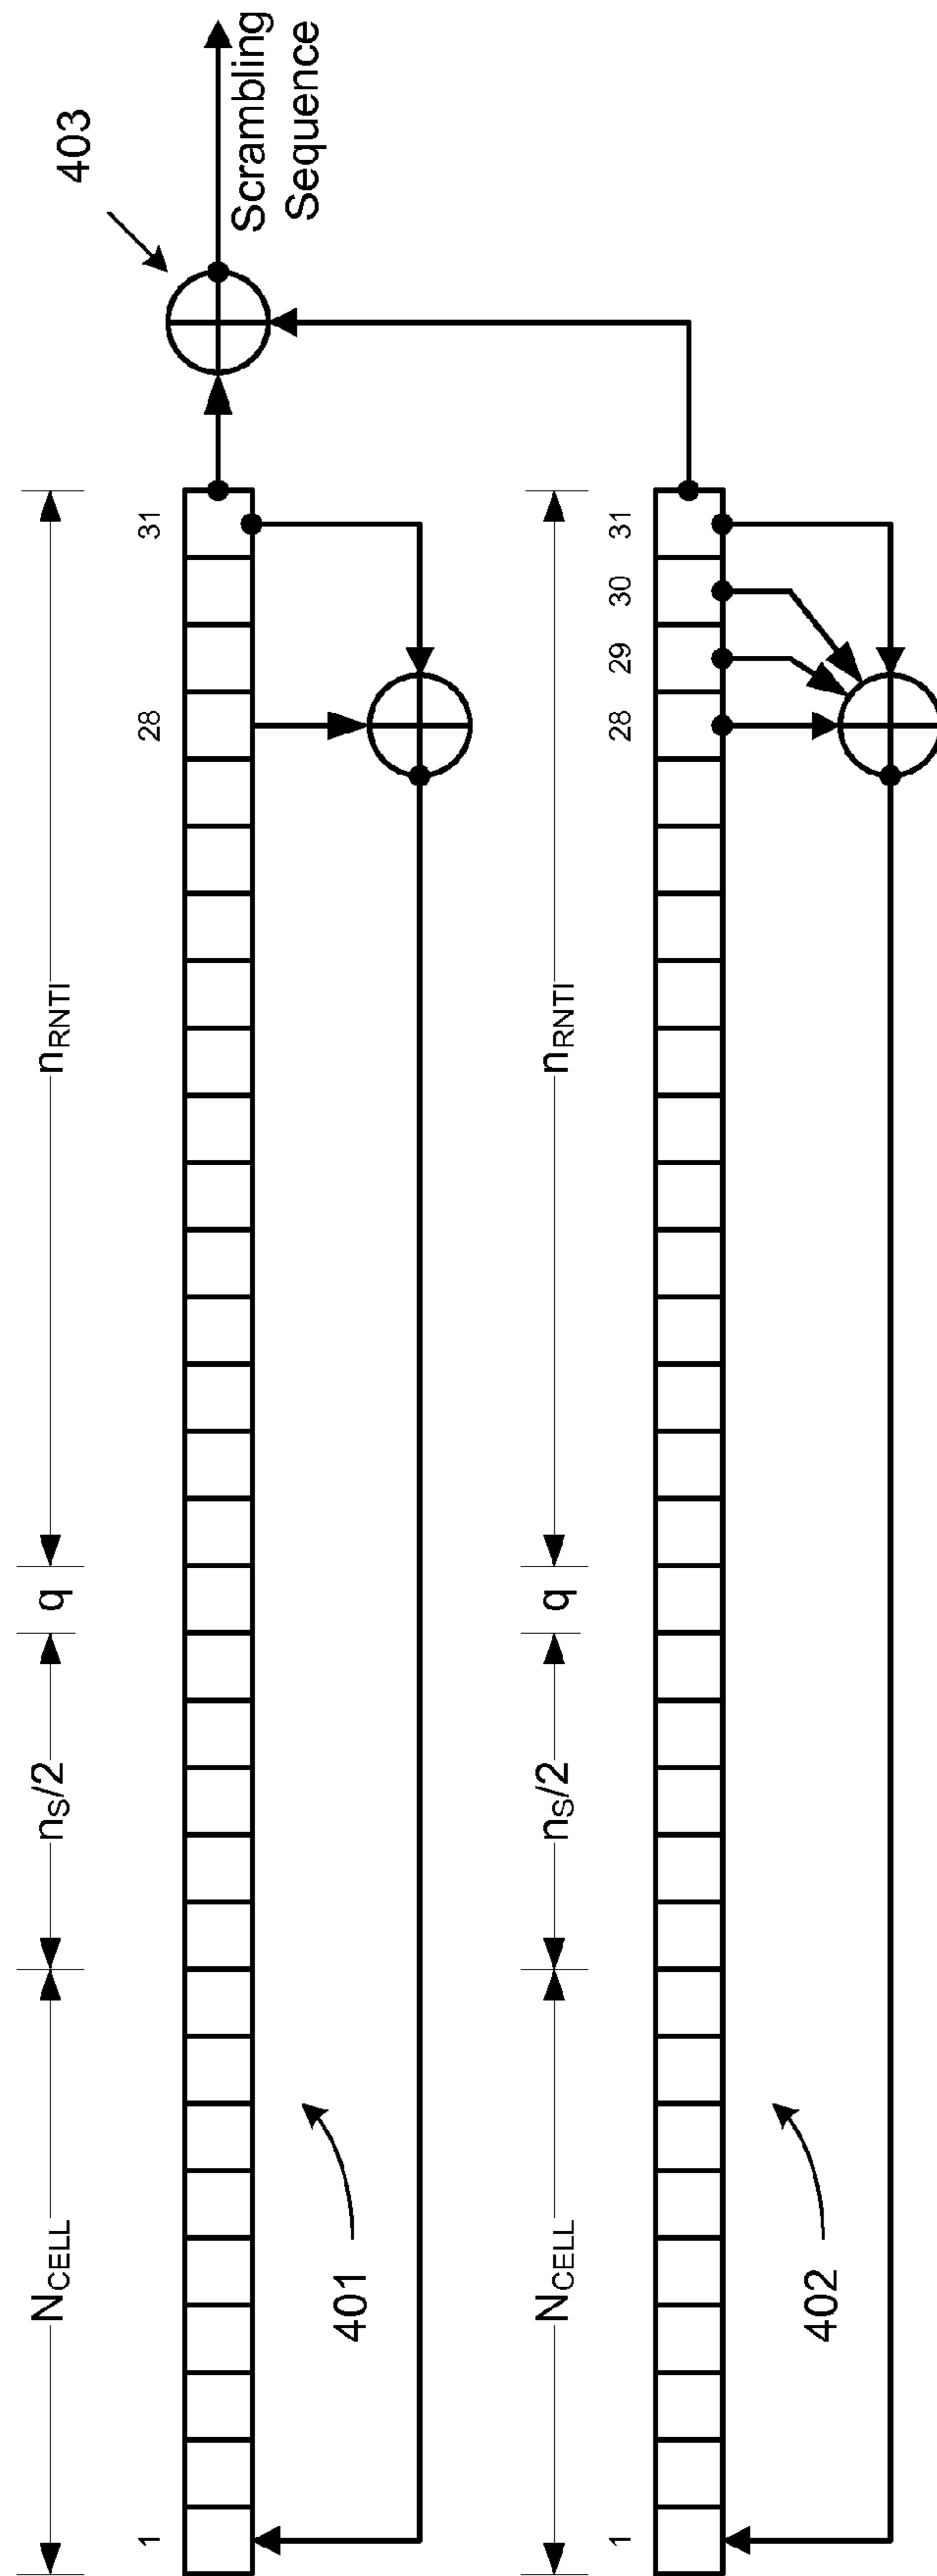 403
Scrambling
Sequence
N_CELL
n_S/2
q
n_RNTI
1
28
31
401
N_CELL
n_S/2
q
n_RNTI
1
28
29
30
31
402